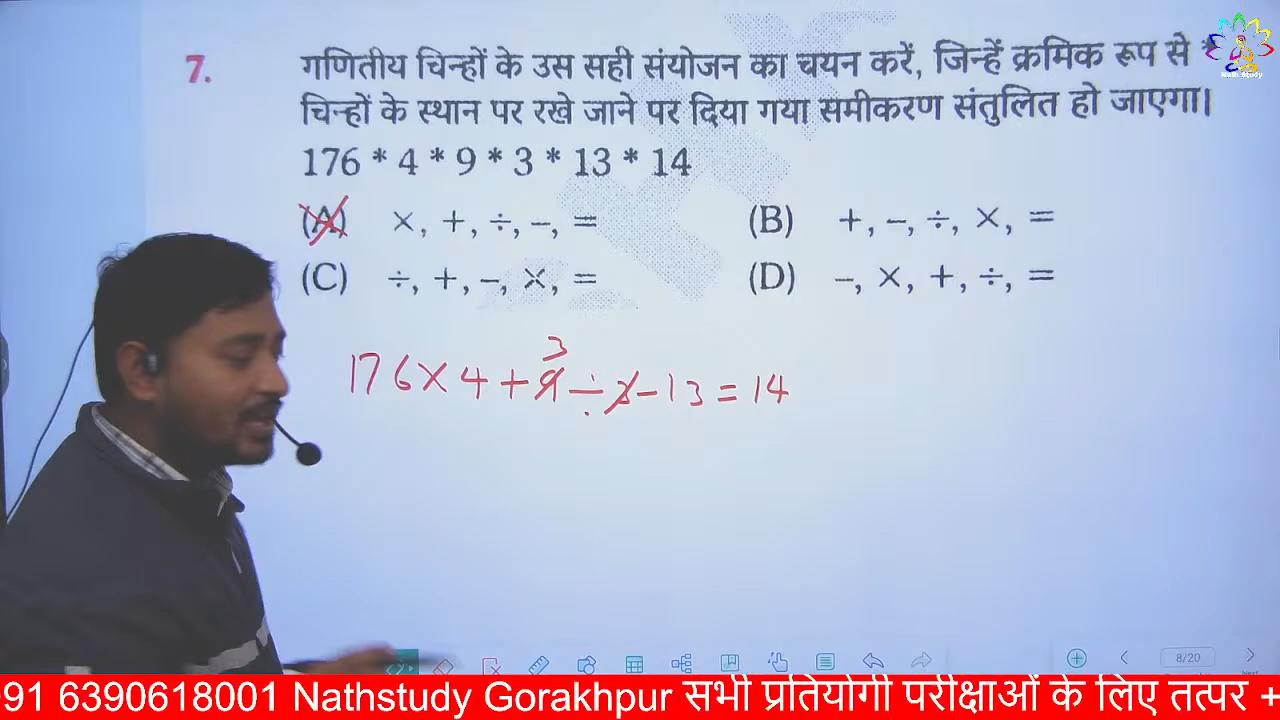 7. गणितीय चिन्हों के उस सही संयोजन का चयन करें, जिन्हें क्रमिक रूप से *
चिन्हों के स्थान पर रखे जाने पर दिया गया समीकरण संतुलित हो जाएगा।
176 * 4 * 9 * 3 * 13 * 14
(A) ×, +, ÷, –, =
(B) +, –, ÷, ×, =
(C) ÷, +, –, ×, =
(D) –, ×, +, ÷, =
3
176 × 4 + 9 ÷ 3 - 13 = 14
Nath Study
8/20
+91 6390618001 Nathstudy Gorakhpur सभी प्रतियोगी परीक्षाओं के लिए तत्पर +